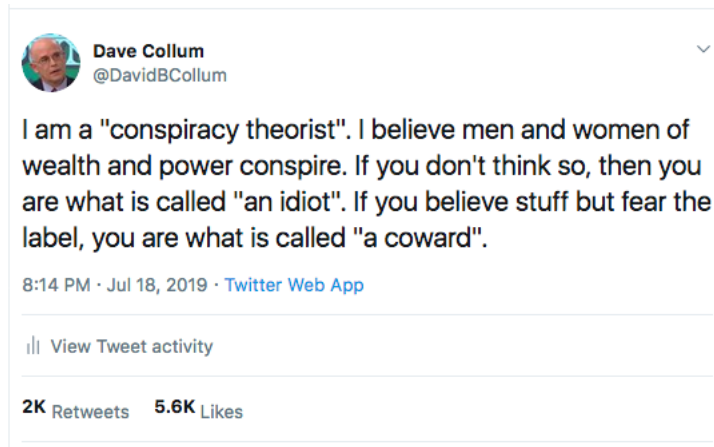 Dave Collum
@DavidBCollum
I am a "conspiracy theorist". I believe men and women of
wealth and power conspire. If you don't think so, then you
are what is called "an idiot". If you believe stuff but fear the
label, you are what is called "a coward".
8:14 PM · Jul 18, 2019 · Twitter Web App
View Tweet activity
2K Retweets 5.6K Likes